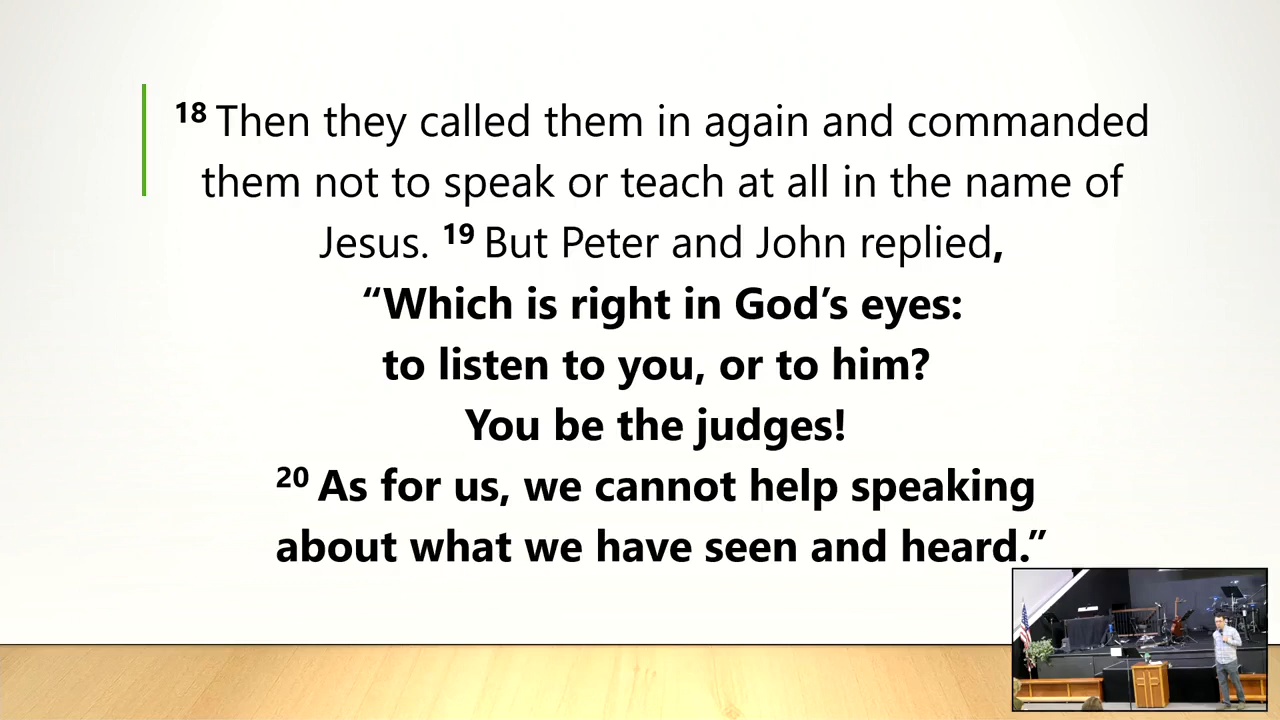 18 Then they called them in again and commanded
them not to speak or teach at all in the name of
Jesus. 19 But Peter and John replied,
“Which is right in God’s eyes:
to listen to you, or to him?
You be the judges!
20 As for us, we cannot help speaking
about what we have seen and heard.”